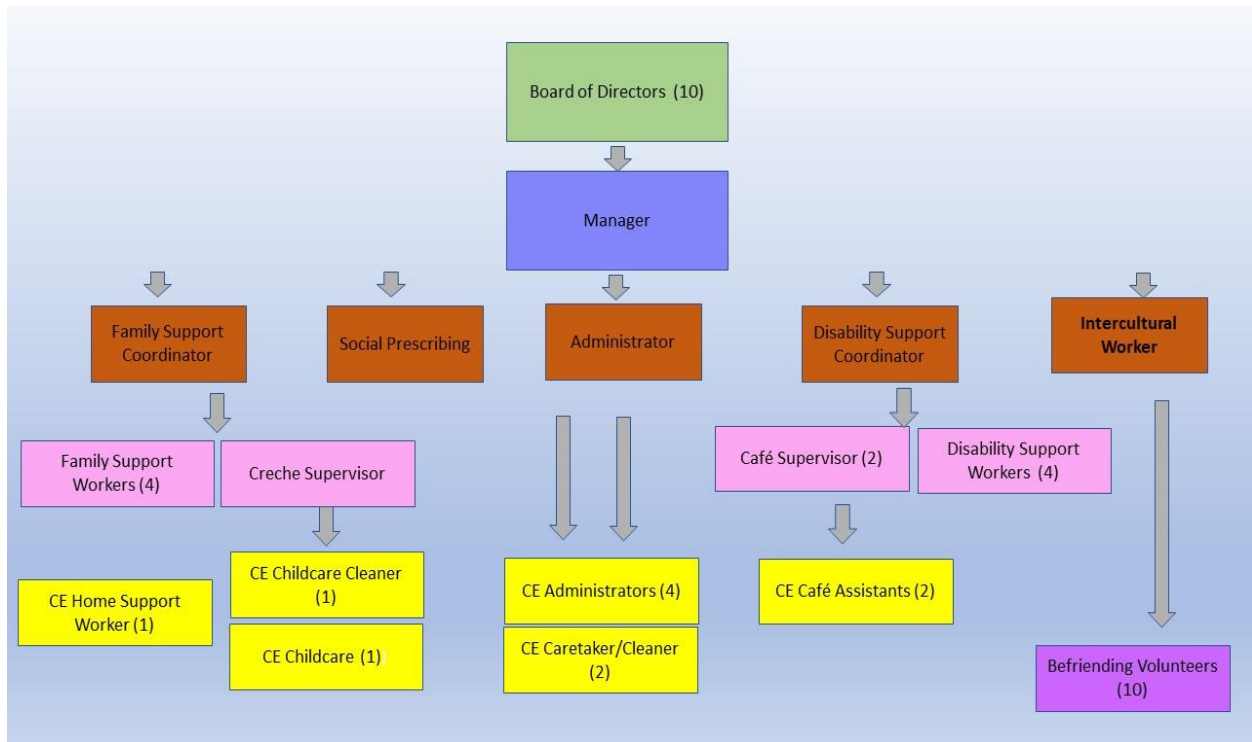 Board of Directors (10)
Manager
Family Support
Coordinator
Social Prescribing
Administrator
Disability Support
Coordinator
Intercultural
Worker
Family Support
Workers (4)
Creche Supervisor
Café Supervisor (2)
Disability Support
Workers (4)
CE Home Support
Worker (1)
CE Childcare Cleaner
(1)
CE Childcare (1)
CE Administrators (4)
CE Caretaker/Cleaner
(2)
CE Café Assistants (2)
Befriending Volunteers
(10)